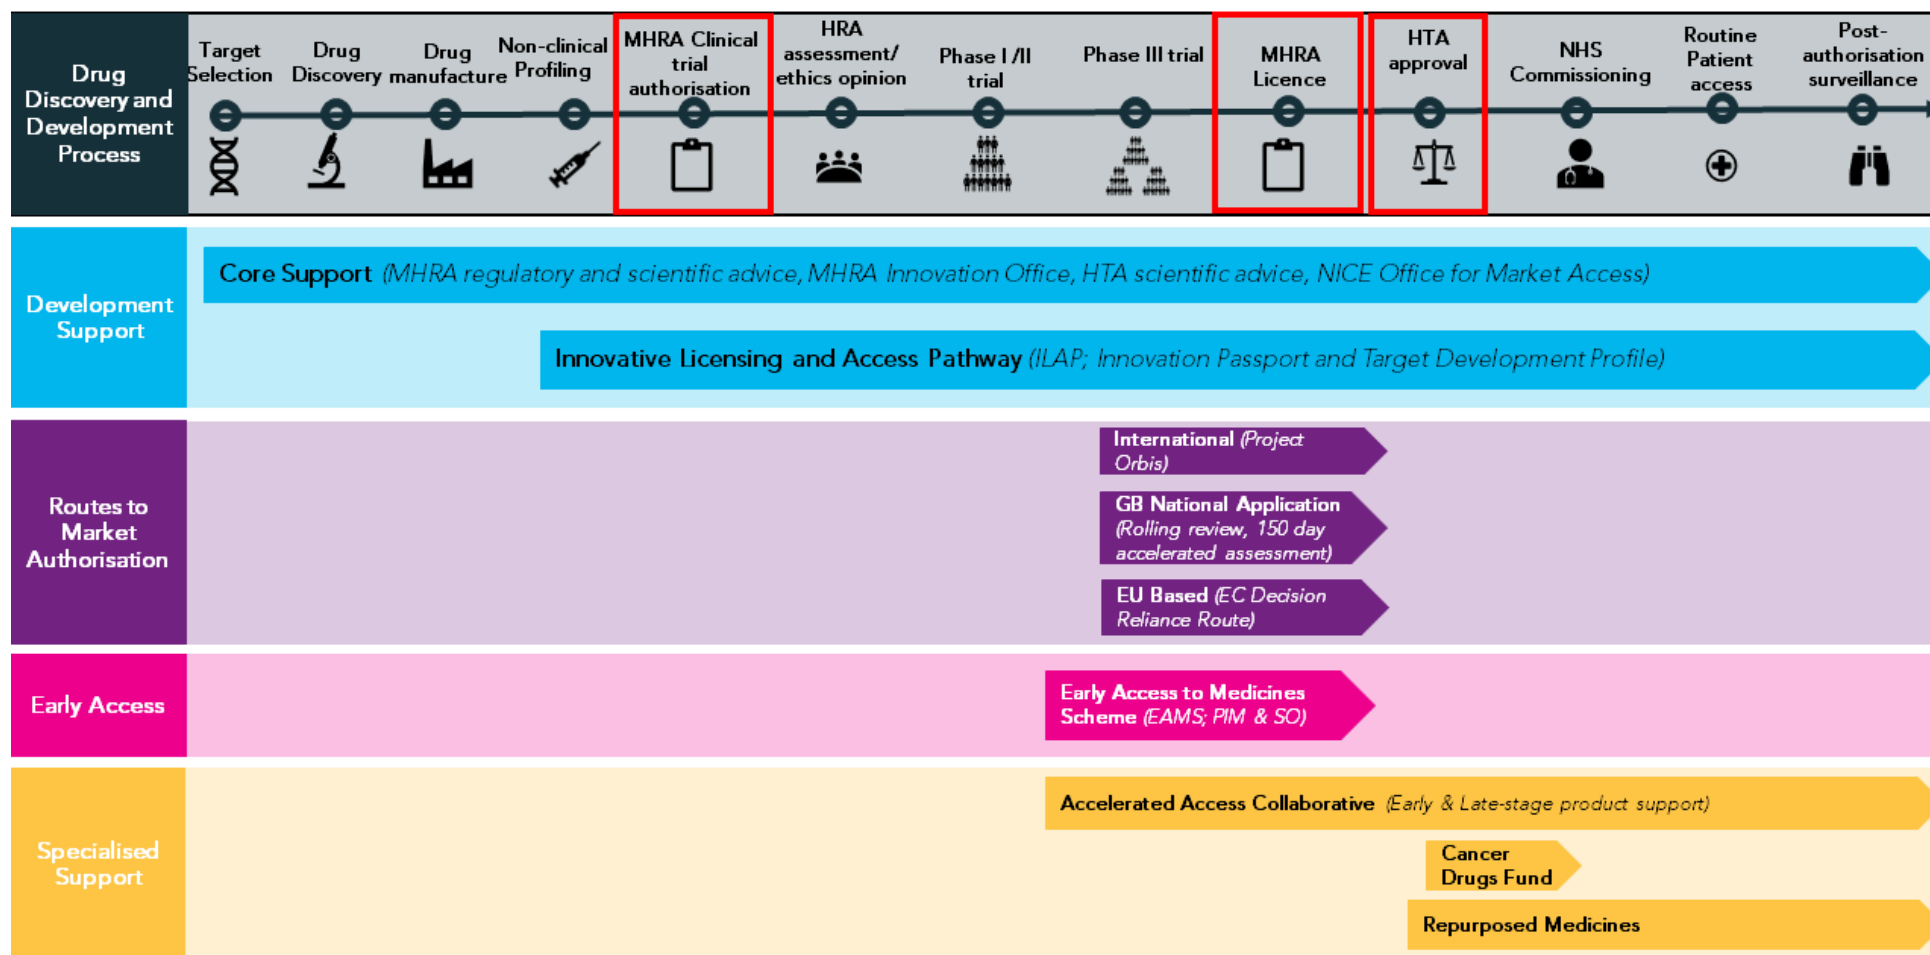 Drug
Discovery and
Development
Process
Target
Selection
Drug
Discovery
Drug
manufacture
Non-clinical
Profiling
MHRA Clinical
trial
authorisation
HRA
assessment/
ethics opinion
Phase I /II
trial
Phase III trial
MHRA
Licence
HTA
approval
NHS
Commissioning
Routine
Patient
access
Post-
authorisation
surveillance
Development
Support
Core Support (MHRA regulatory and scientific advice, MHRA Innovation Office, HTA scientific advice, NICE Office for Market Access)
Innovative Licensing and Access Pathway (ILAP; Innovation Passport and Target Development Profile)
Routes to
Market
Authorisation
International (Project
Orbis)
GB National Application
(Rolling review, 150 day
accelerated assessment)
EU Based (EC Decision
Reliance Route)
Early Access
Early Access to Medicines
Scheme (EAMS; PIM & SO)
Specialised
Support
Accelerated Access Collaborative (Early & Late-stage product support)
Cancer
Drugs Fund
Repurposed Medicines